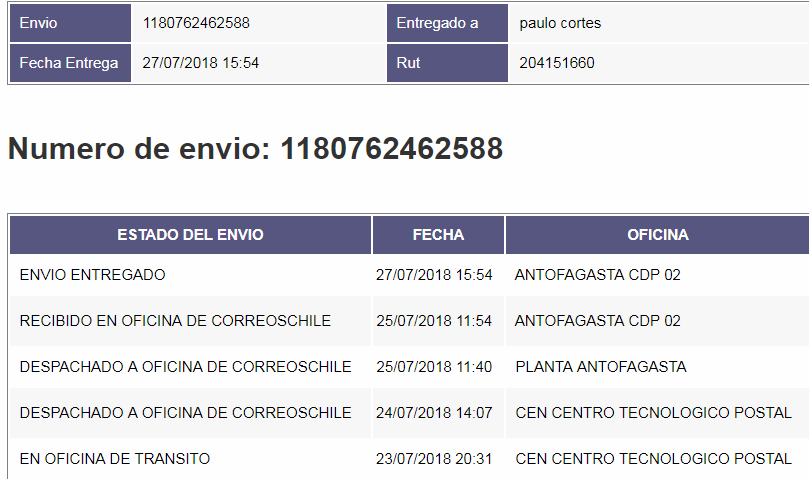 Envio 1180762462588 Entregado a paulo cortes
Fecha Entrega 27/07/2018 15:54 Rut 204151660
Numero de envio: 1180762462588
ESTADO DEL ENVIO FECHA OFICINA
ENVIO ENTREGADO 27/07/2018 15:54 ANTOFAGASTA CDP 02
RECIBIDO EN OFICINA DE CORREOSCHILE 25/07/2018 11:54 ANTOFAGASTA CDP 02
DESPACHADO A OFICINA DE CORREOSCHILE 25/07/2018 11:40 PLANTA ANTOFAGASTA
DESPACHADO A OFICINA DE CORREOSCHILE 24/07/2018 14:07 CEN CENTRO TECNOLOGICO POSTAL
EN OFICINA DE TRANSITO 23/07/2018 20:31 CEN CENTRO TECNOLOGICO POSTAL